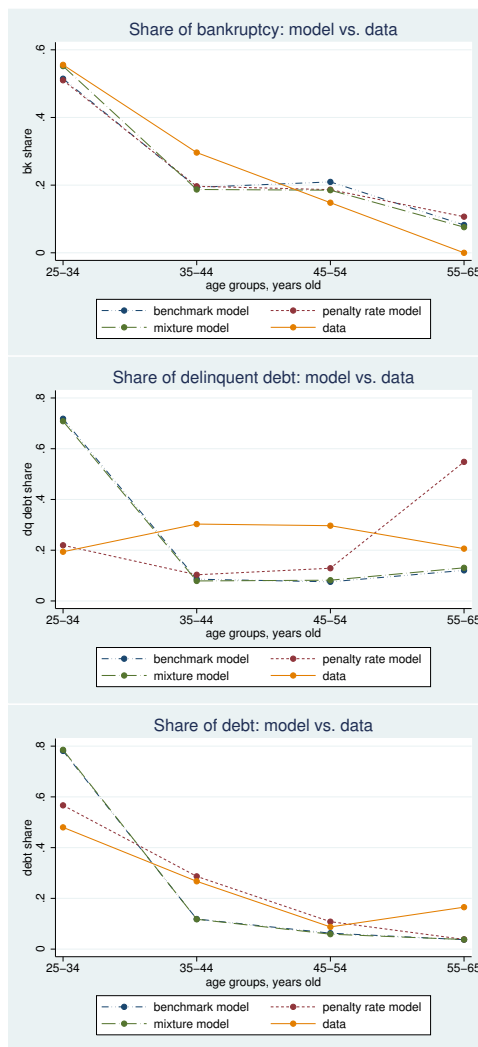 Share of bankruptcy: model vs. data
bk share
.6
.4
.2
0
25–34 35–44 45–54 55–65
age groups, years old
benchmark model penalty rate model
mixture model data
Share of delinquent debt: model vs. data
dq debt share
.8
.6
.4
.2
0
25–34 35–44 45–54 55–65
age groups, years old
benchmark model penalty rate model
mixture model data
Share of debt: model vs. data
debt share
.8
.6
.4
.2
0
25–34 35–44 45–54 55–65
age groups, years old
benchmark model penalty rate model
mixture model data